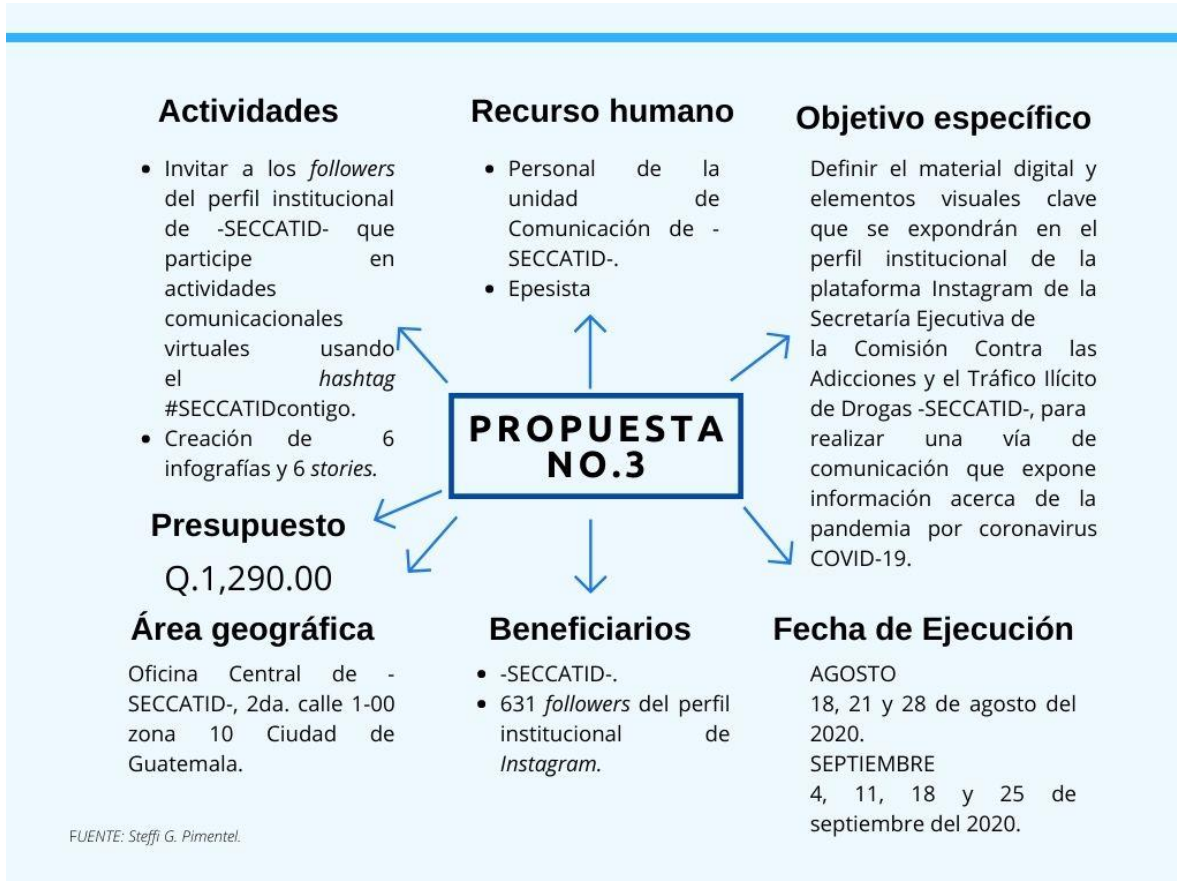 Actividades
• Invitar a los followers
del perfil institucional
de -SECCATID- que
participe en
actividades
comunicacionales
virtuales usando
el hashtag
#SECCATIDcontigo.
• Creación de 6
infografías y 6 stories.
Recurso humano
• Personal de la
unidad de
Comunicación de -
SECCATID-.
• Epesista
Objetivo específico
Definir el material digital y
elementos visuales clave
que se expondrán en el
perfil institucional de la
plataforma Instagram de la
Secretaría Ejecutiva de
la Comisión Contra las
Adicciones y el Tráfico Ilícito
de Drogas -SECCATID-, para
realizar una vía de
comunicación que expone
información acerca de la
pandemia por coronavirus
COVID-19.
PROPUESTA
NO.3
Presupuesto
Q.1,290.00
Área geográfica
Oficina Central de -
SECCATID-, 2da. calle 1-00
zona 10 Ciudad de
Guatemala.
Beneficiarios
• -SECCATID-.
• 631 followers del perfil
institucional de
Instagram.
Fecha de Ejecución
AGOSTO
18, 21 y 28 de agosto del
2020.
SEPTIEMBRE
4, 11, 18 y 25 de
septiembre del 2020.
FUENTE: Steffi G. Pimentel.